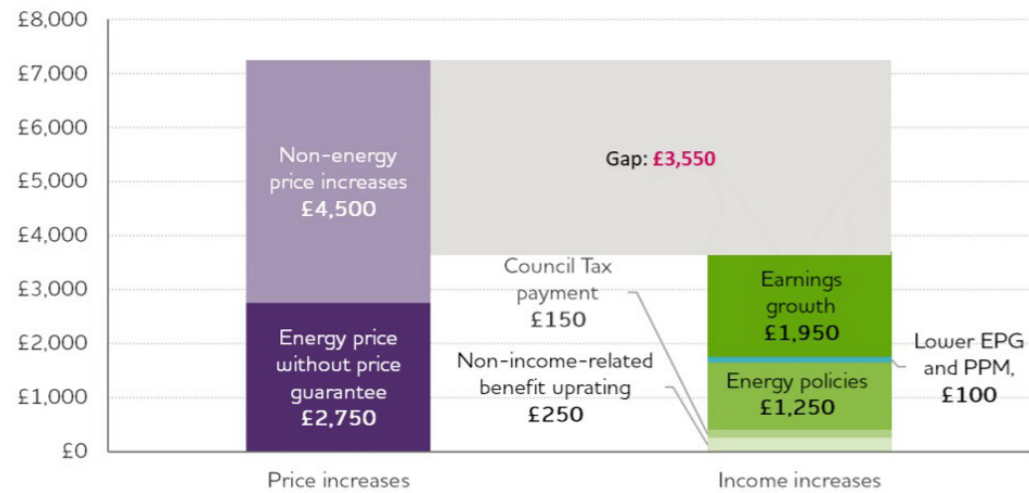 £8,000
£7,000
£6,000
£5,000
£4,000
£3,000
£2,000
£1,000
£0
Non-energy
price increases
£4,500
Energy price
without price
guarantee
£2,750
Gap: £3,550
Council Tax
payment
£150
Non-income-related
benefit uprating
£250
Earnings
growth
£1,950
Energy policies
£1,250
Lower EPG
and PPM,
£100
Price increases
Income increases